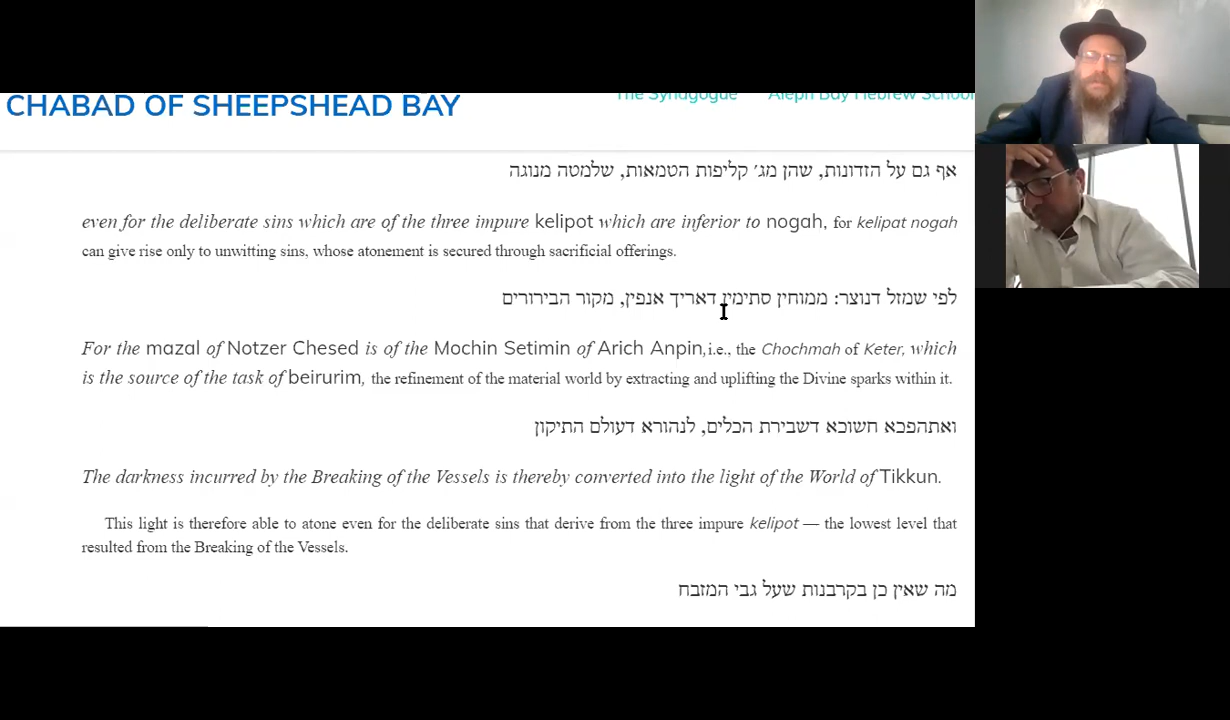 CHABAD OF SHEEPSHEAD BAY
The Synagogue Aleph Bay Hebrew School
אף גם על הזדונות, שהן מג׳ קליפות הטמאות, שלמטה מנוגה
even for the deliberate sins which are of the three impure kelipot which are inferior to nogah, for kelipat nogah
can give rise only to unwitting sins, whose atonement is secured through sacrificial offerings.
לפי שמזל דנוצר: ממוחין סתימין דאריך אנפין, מקור הבירורים
For the mazal of Notzer Chesed is of the Mochin Setimin of Arich Anpin, i.e., the Chochmah of Keter, which
is the source of the task of beirurim, the refinement of the material world by extracting and uplifting the Divine sparks within it.
ואתהפכא חשוכא דשבירת הכלים, לנהורא דעולם התיקון
The darkness incurred by the Breaking of the Vessels is thereby converted into the light of the World of Tikkun.
This light is therefore able to atone even for the deliberate sins that derive from the three impure kelipot — the lowest level that
resulted from the Breaking of the Vessels.
מה שאין כן בקרבנות שעל גבי המזבח